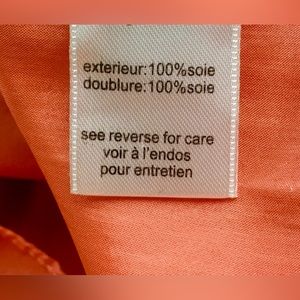 exterieur:100%soie
doublure:100%soie
see reverse for care
voir à l'endos
pour entretien